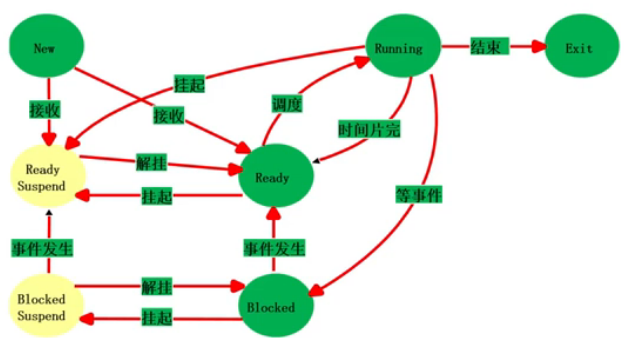 New
Running
结束
Exit
挂起
接收
接收
调度
时间片完
解挂
Ready
Suspend
Ready
挂起
等事件
事件发生
事件发生
解挂
Blocked
Suspend
Blocked
挂起